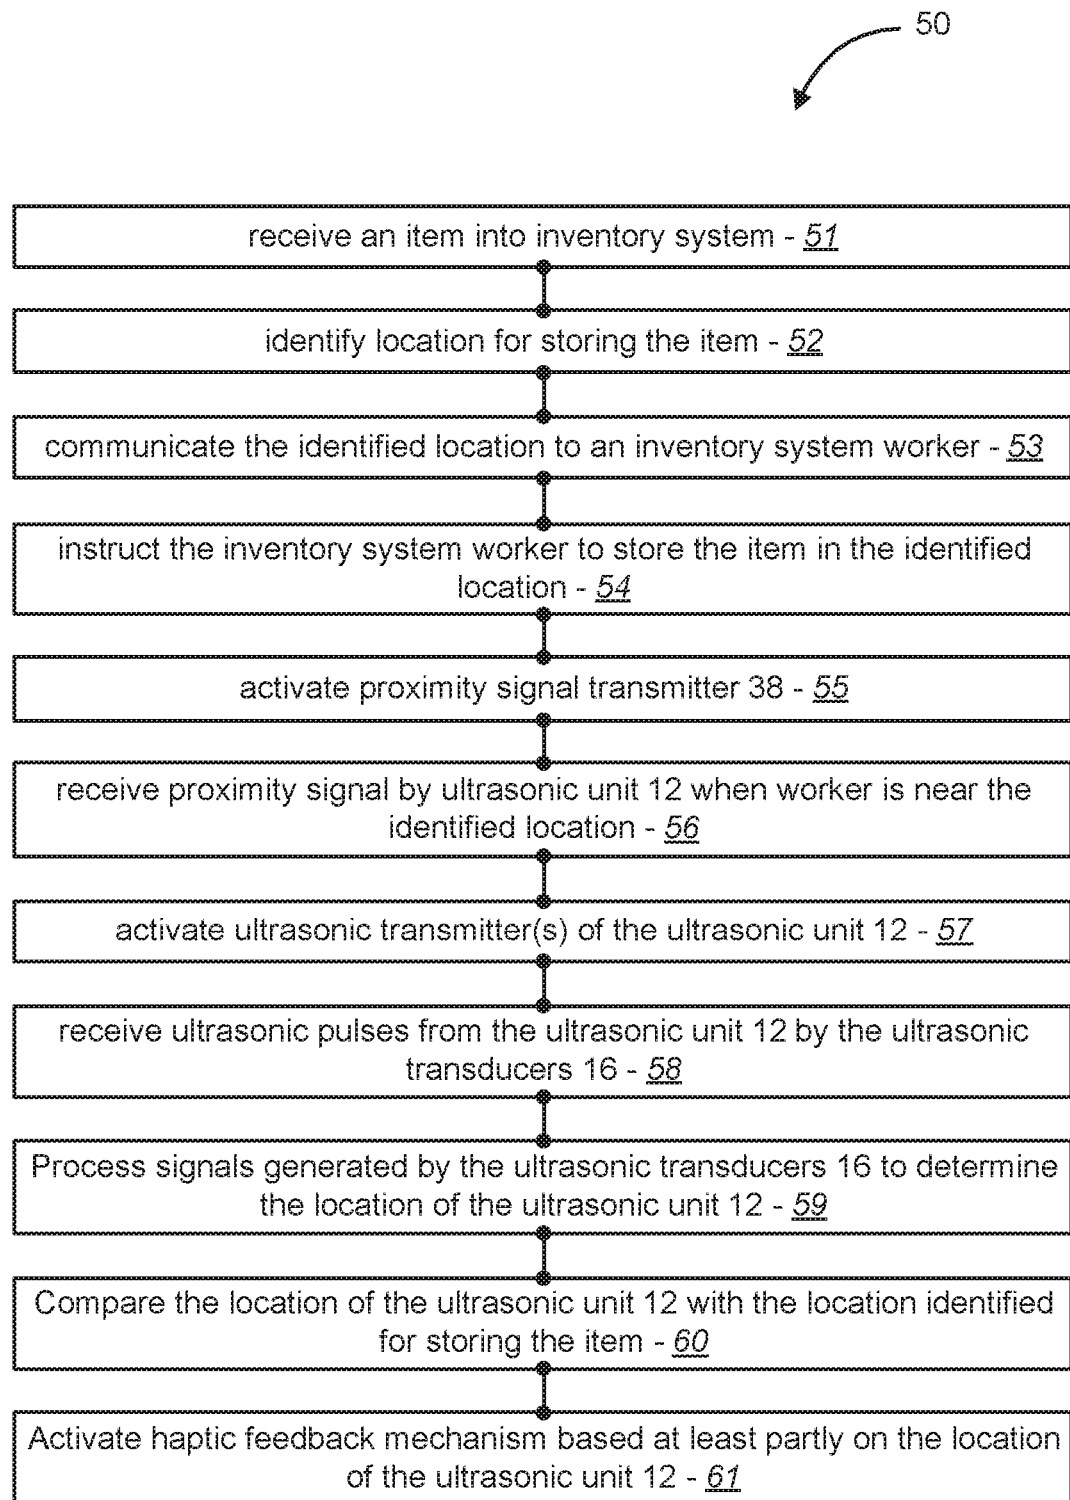 50
receive an item into inventory system - 51
identify location for storing the item - 52
communicate the identified location to an inventory system worker - 53
instruct the inventory system worker to store the item in the identified
location - 54
activate proximity signal transmitter 38 - 55
receive proximity signal by ultrasonic unit 12 when worker is near the
identified location - 56
activate ultrasonic transmitter(s) of the ultrasonic unit 12 - 57
receive ultrasonic pulses from the ultrasonic unit 12 by the ultrasonic
transducers 16 - 58
Process signals generated by the ultrasonic transducers 16 to determine
the location of the ultrasonic unit 12 - 59
Compare the location of the ultrasonic unit 12 with the location identified
for storing the item - 60
Activate haptic feedback mechanism based at least partly on the location
of the ultrasonic unit 12 - 61